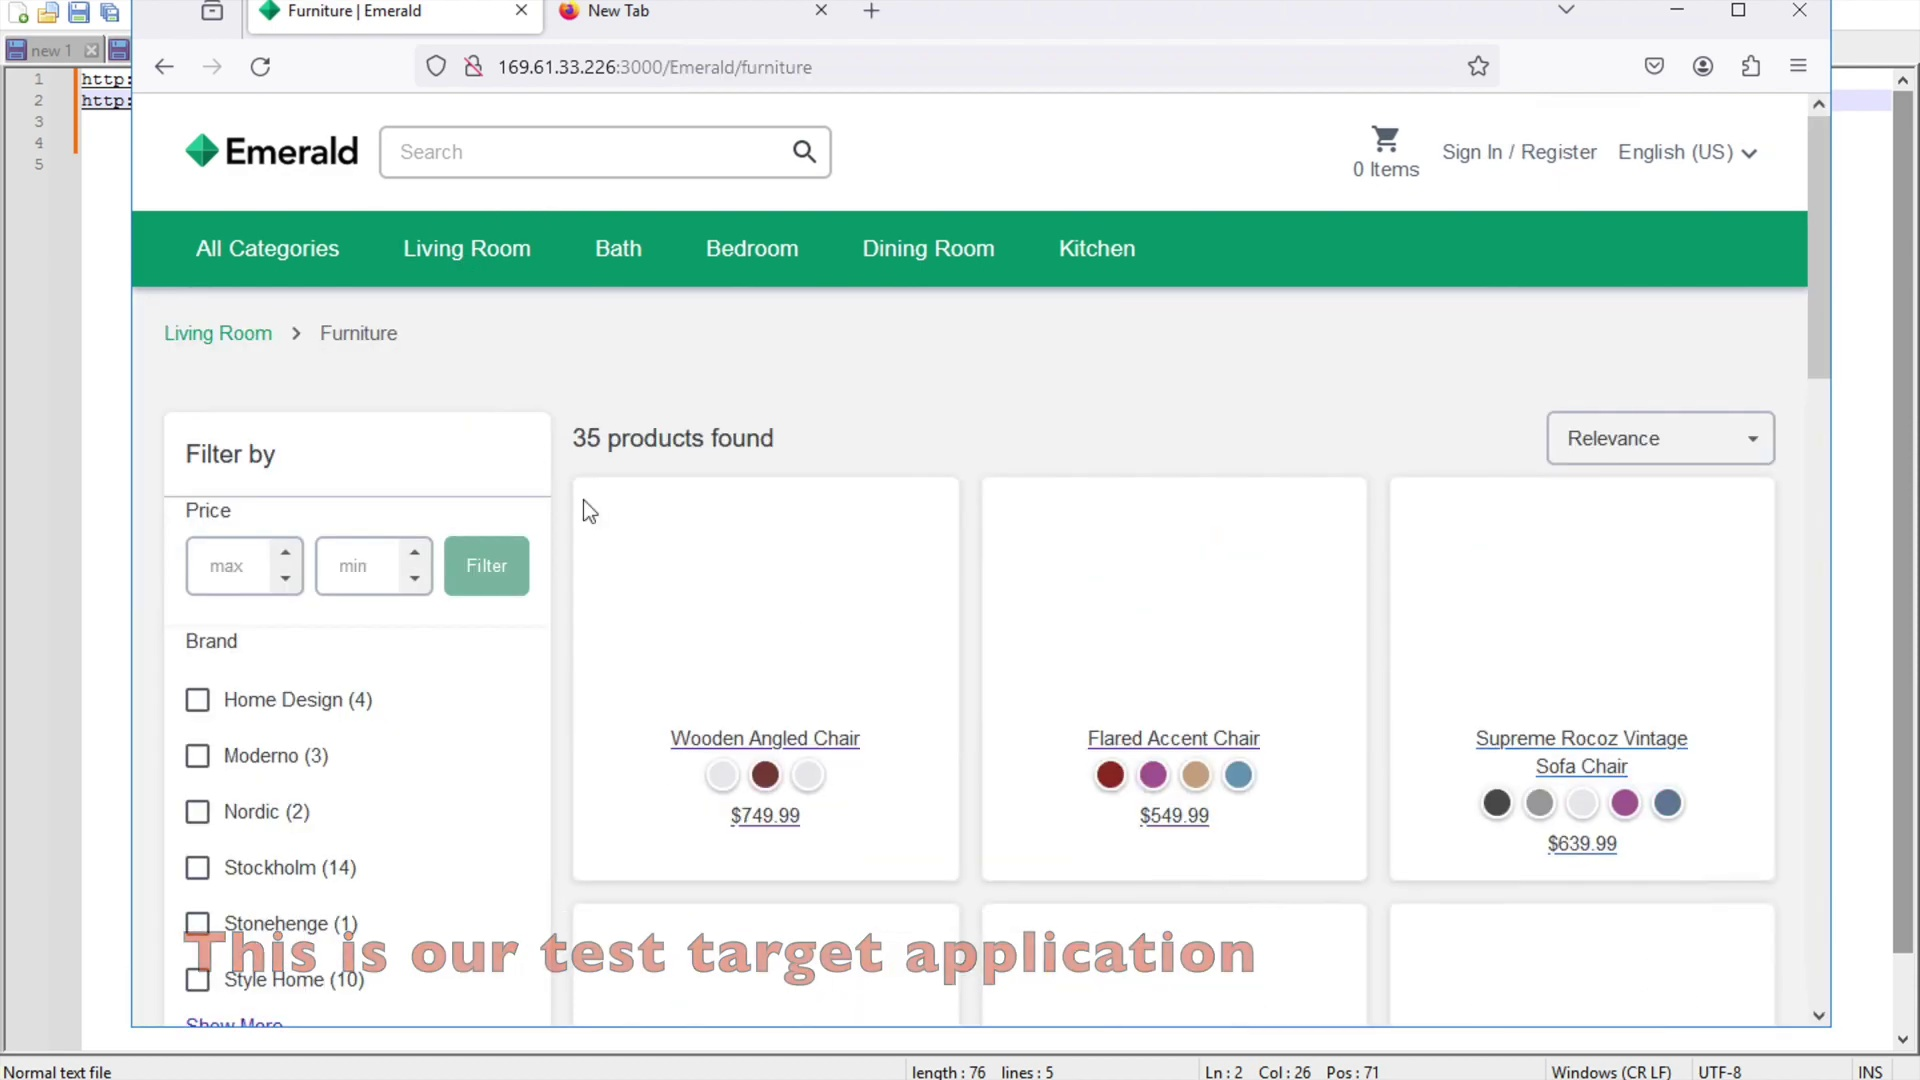 Furniture | Emerald
New Tab
new 1
169.61.33.226:3000/Emerald/furniture
1 http:
2 http:
3
4
5
Emerald
Search
0 Items
Sign In / Register
English (US)
All Categories
Living Room
Bath
Bedroom
Dining Room
Kitchen
Living Room > Furniture
Filter by
Price
max
min
Filter
Brand
Home Design (4)
Moderno (3)
Nordic (2)
Stockholm (14)
Stonehenge (1)
Style Home (10)
Show More
35 products found
Relevance
Wooden Angled Chair
$749.99
Flared Accent Chair
$549.99
Supreme Rocoz Vintage
Sofa Chair
$639.99
This is our test target application
Normal text file
length : 76 lines : 5
Ln : 2 Col : 26 Pos : 71
Windows (CR LF)
UTF-8
INS